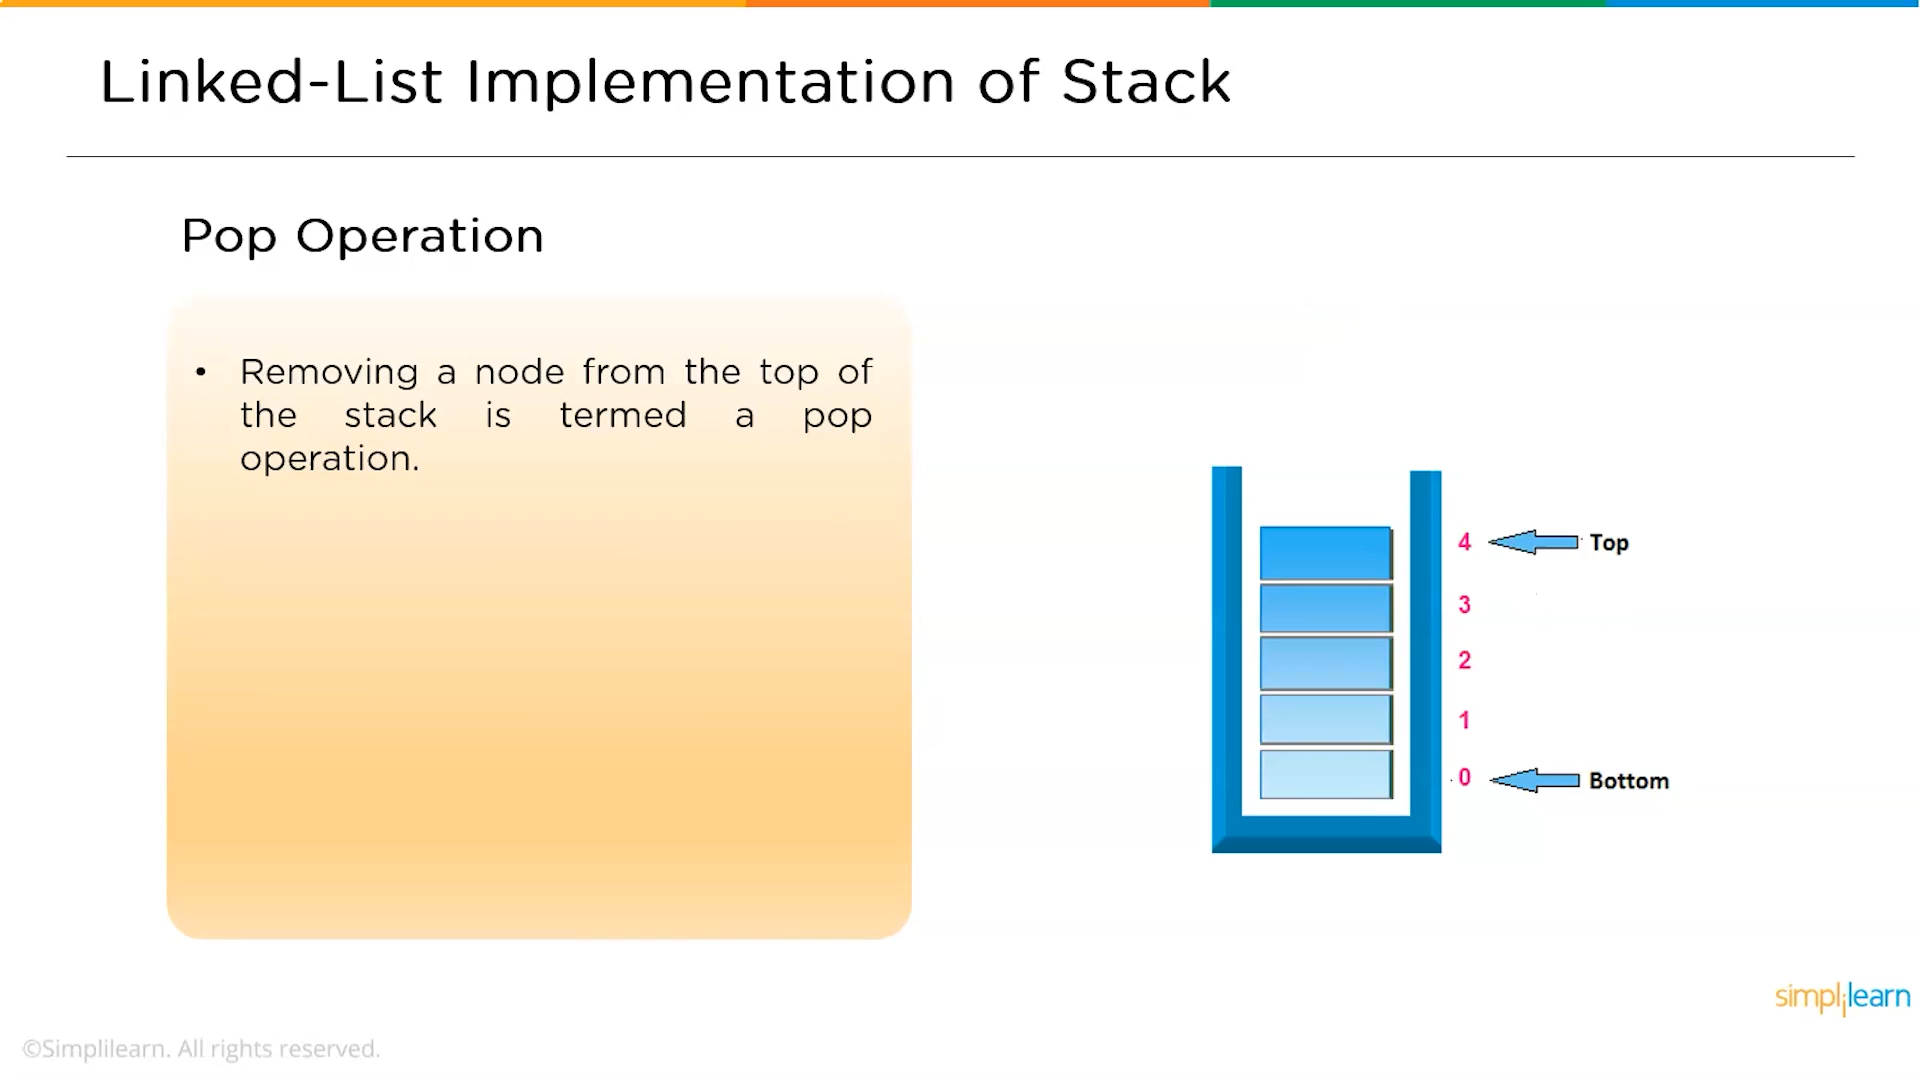 Linked-List Implementation of Stack
Pop Operation
• Removing a node from the top of
the stack is termed a pop
operation.
4 Top
3
2
1
0 Bottom
simplilearn
©Simplilearn. All rights reserved.